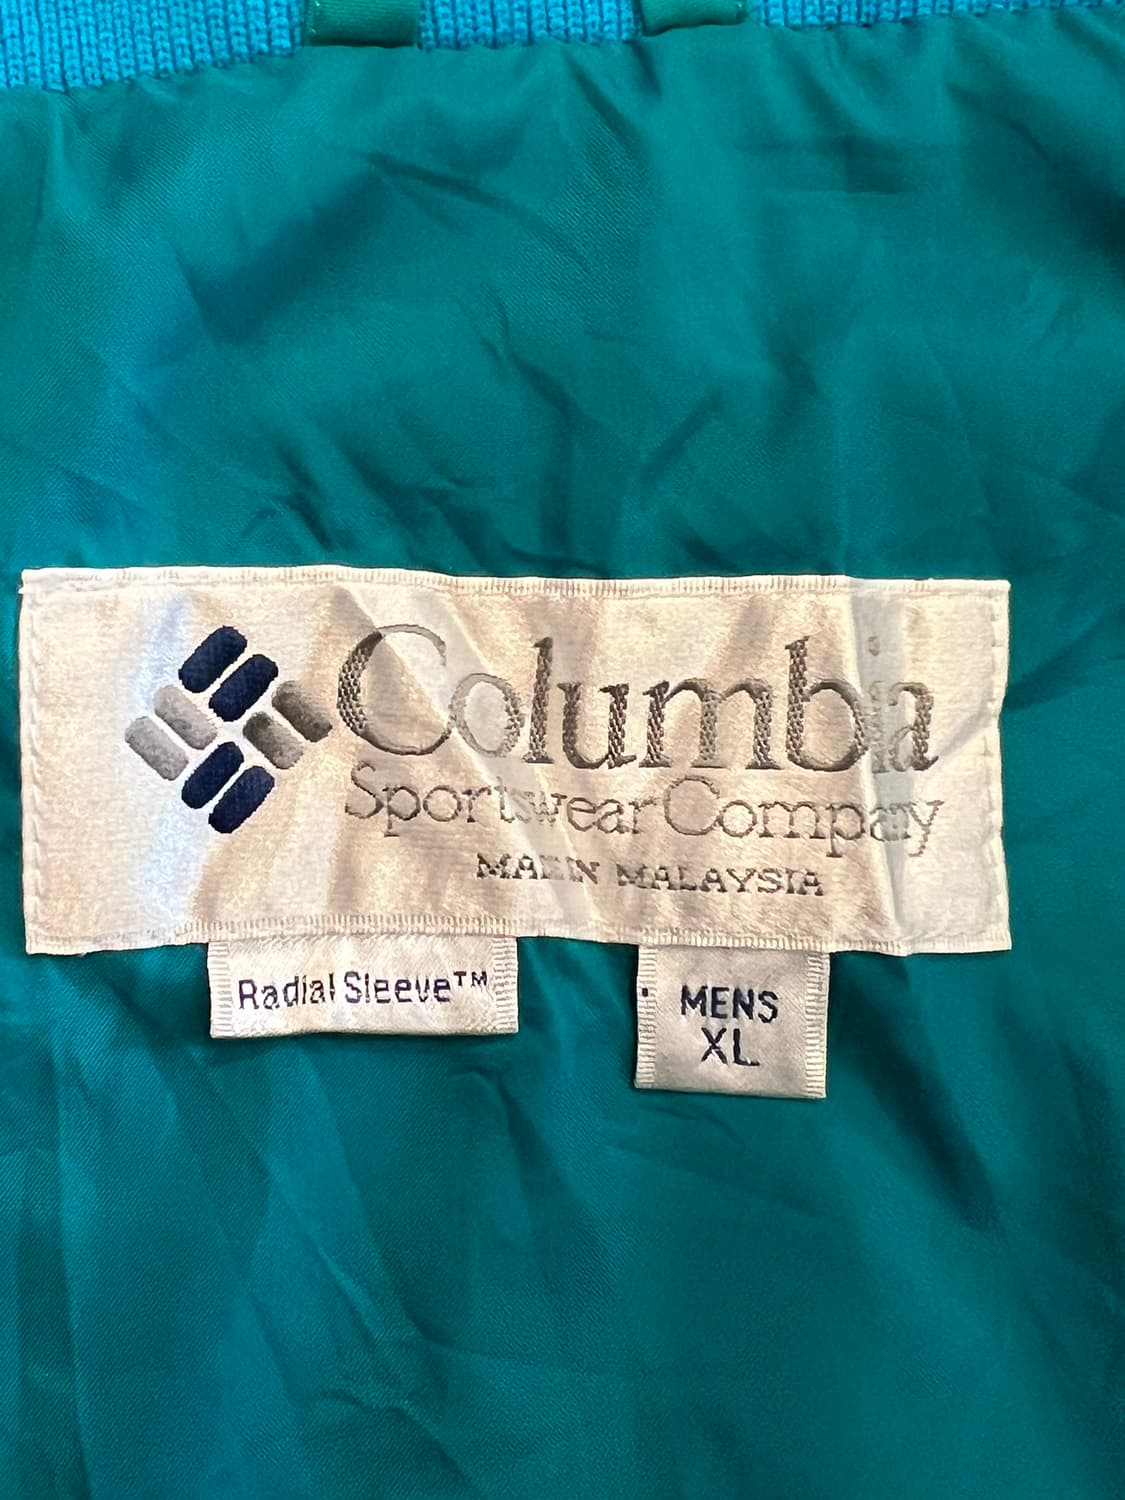 Columbia
Sportswear Company
MADE IN MALAYSIA
Radial Sleeve™
MENS
XL